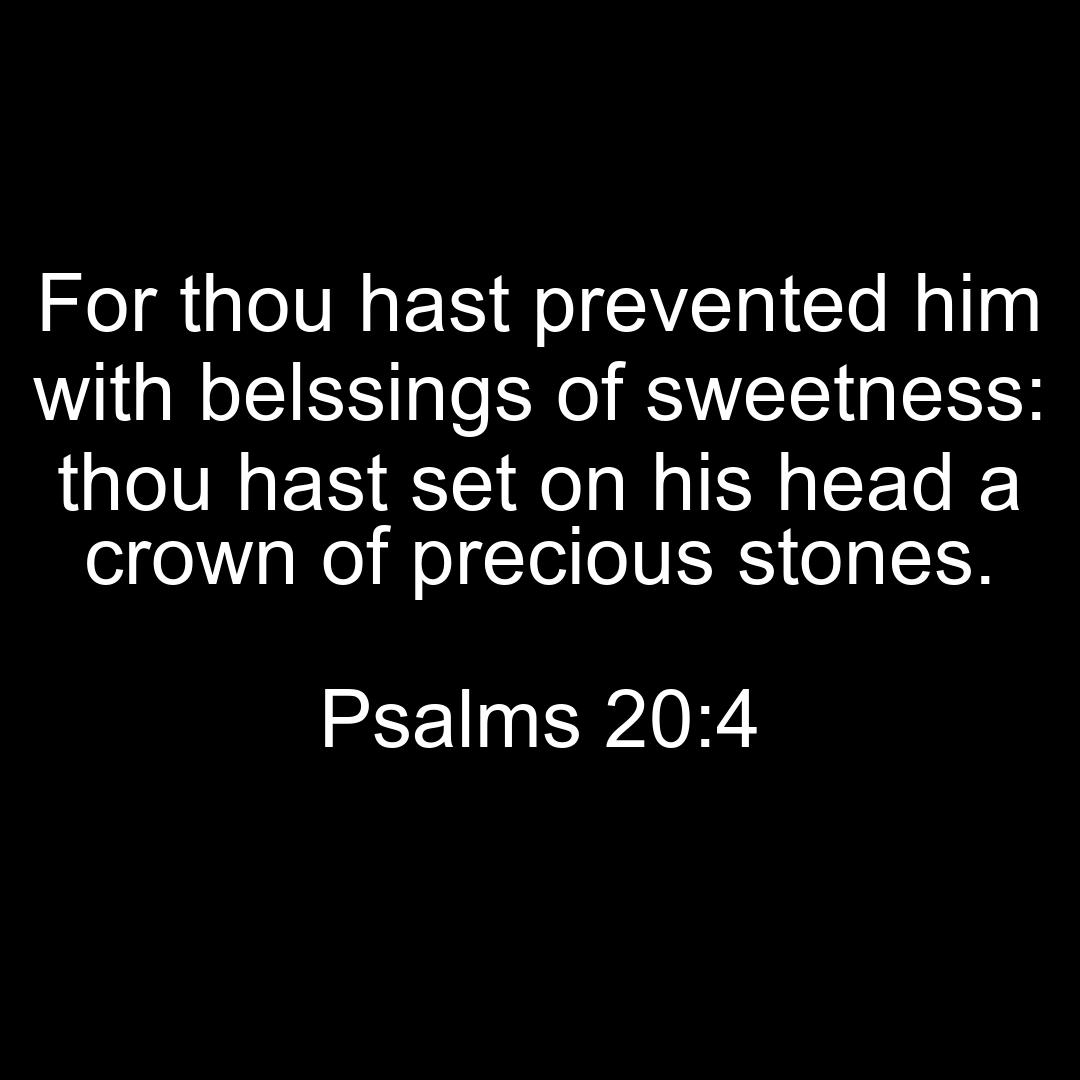 For thou hast prevented him
with belssings of sweetness:
thou hast set on his head a
crown of precious stones.
Psalms 20:4